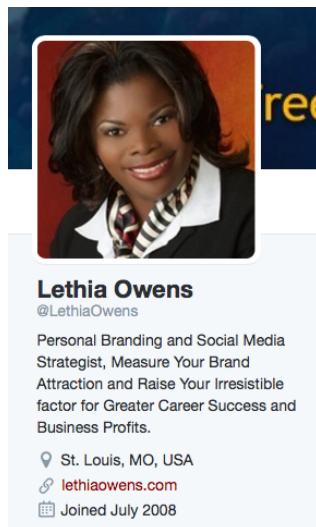 ree
Lethia Owens
@LethiaOwens
Personal Branding and Social Media
Strategist, Measure Your Brand
Attraction and Raise Your Irresistible
factor for Greater Career Success and
Business Profits.
St. Louis, MO, USA
lethiaowens.com
Joined July 2008